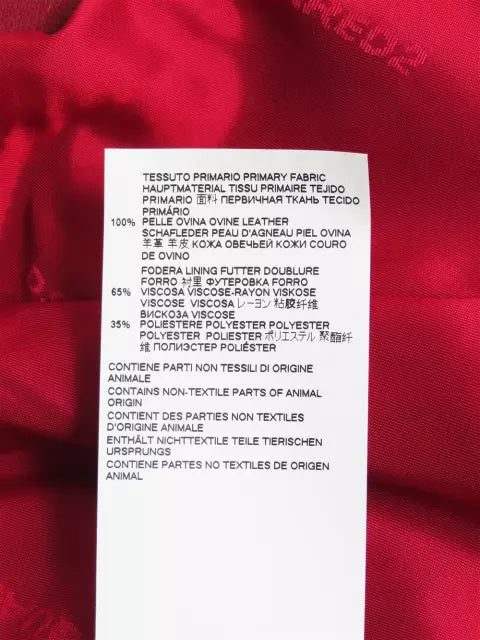 DSQUARED2
TESSUTO PRIMARIO PRIMARY FABRIC
HAUPTMATERIAL TISSU PRIMAIRE TEJIDO
PRIMARIO 面料 ПЕРВИЧНАЯ ТКАНЬ TECIDO
PRIMÁRIO
100% PELLE OVINA OVINE LEATHER
SCHAFLEDER PEAU D'AGNEAU PIEL OVINA
羊革 羊皮 КОЖА ОВЕЧЬЕЙ КОЖИ COURO
DE OVINO
FODERA LINING FUTTER DOUBLURE
FORRO 衬里 ФУТЕРОВКА FORRO
65% VISCOSA VISCOSE-RAYON VISKOSE
VISCOSE VISCOSA レーヨン 粘胶纤维
ВИСКОЗА VISCOSE
35% POLIESTERE POLYESTER POLYESTER
POLYESTER POLIESTER ポリエステル 聚酯纤
维 ПОЛИЭСТЕР POLIÉSTER
CONTIENE PARTI NON TESSILI DI ORIGINE
ANIMALE
CONTAINS NON-TEXTILE PARTS OF ANIMAL
ORIGIN
CONTIENT DES PARTIES NON TEXTILES
D'ORIGINE ANIMALE
ENTHÄLT NICHTTEXTILE TEILE TIERISCHEN
URSPRUNGS
CONTIENE PARTES NO TEXTILES DE ORIGEN
ANIMAL